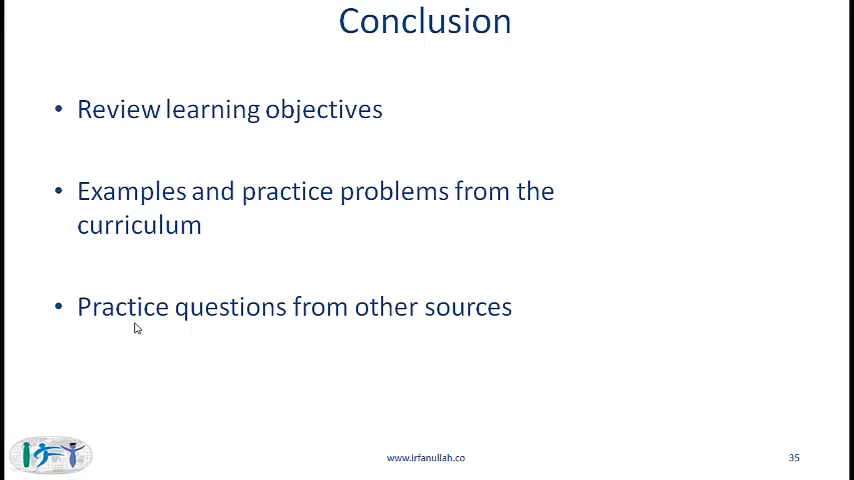 Conclusion
• Review learning objectives
• Examples and practice problems from the
curriculum
• Practice questions from other sources
www.irfanullah.co
35